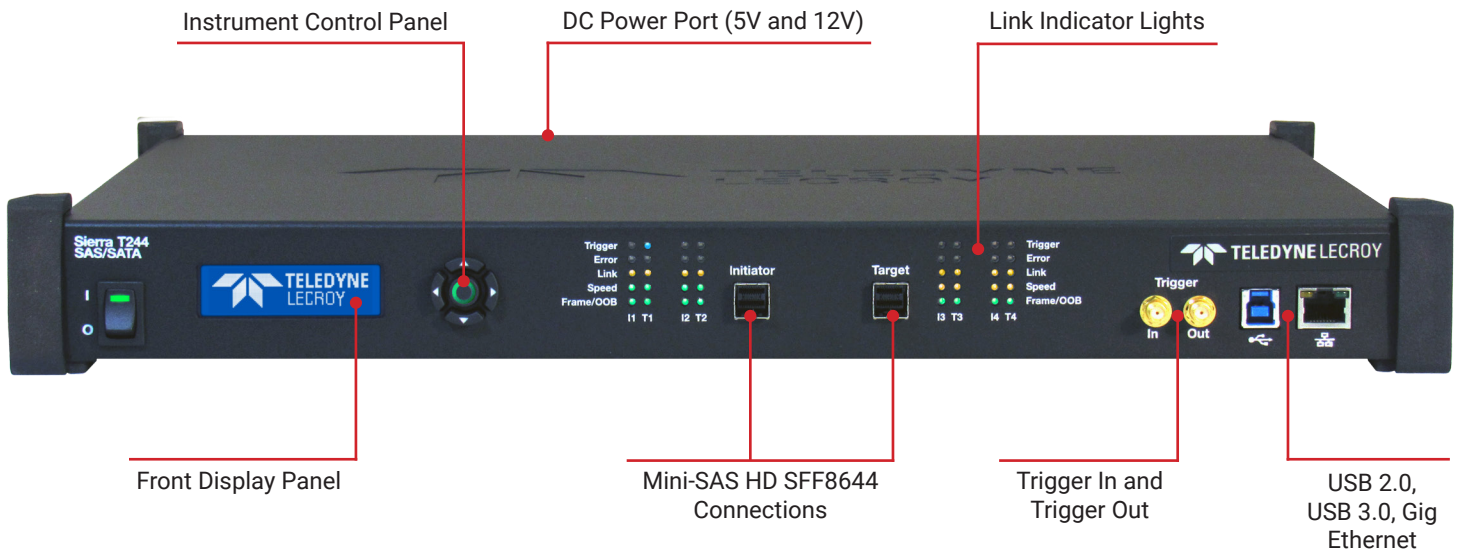 Instrument Control Panel
DC Power Port (5V and 12V)
Link Indicator Lights
TELEDYNE
LECROY
Sierra T244
SAS/SATA
I
O
TELEDYNE
LECROY
Trigger
Error
Link
Speed
Frame/OOB
I1 T1 I2 T2
Initiator
Target
Trigger
Error
Link
Speed
Frame/OOB
I3 T3 I4 T4
TELEDYNE LECROY
Trigger
In Out
Front Display Panel
Mini-SAS HD SFF8644
Connections
Trigger In and
Trigger Out
USB 2.0,
USB 3.0, Gig
Ethernet